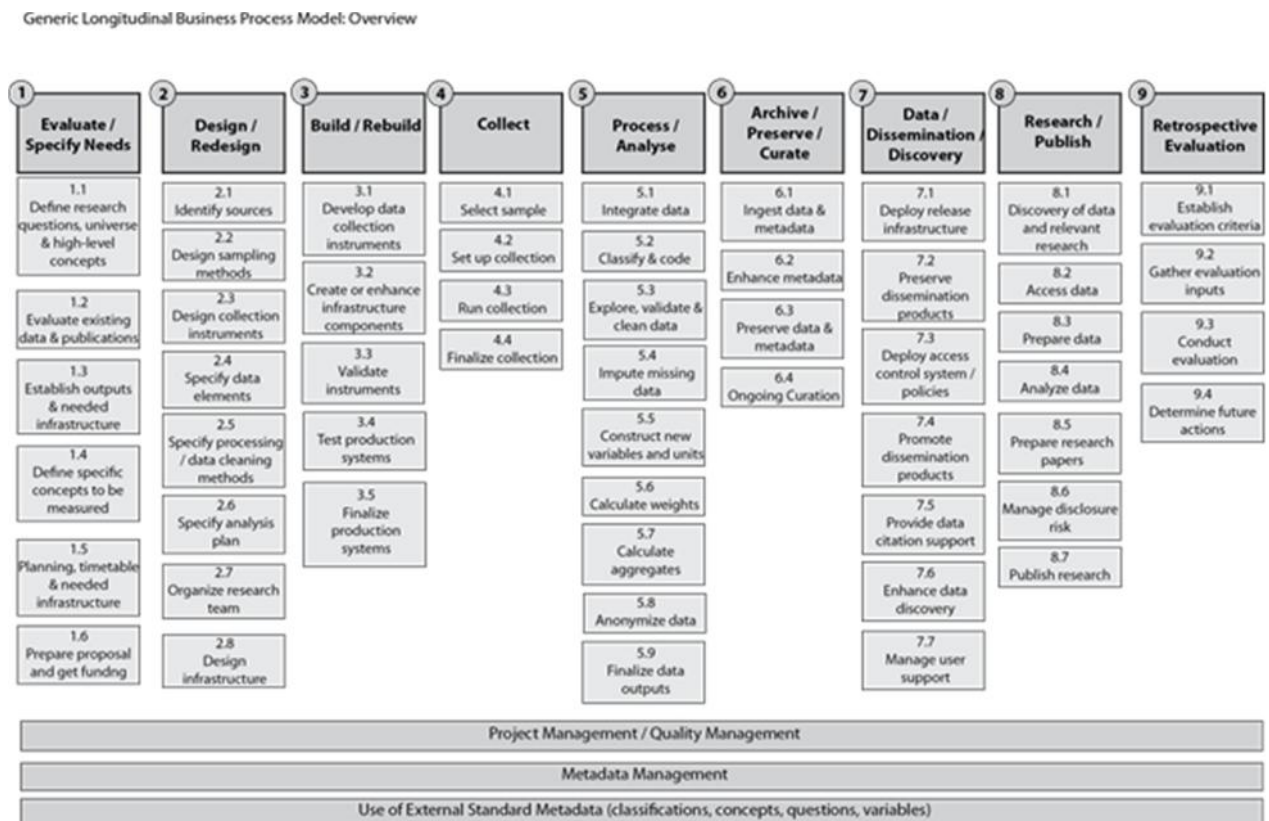 Generic Longitudinal Business Process Model: Overview
1
Evaluate /
Specify Needs
1.1
Define research
questions, universe
& high-level
concepts
1.2
Evaluate existing
data & publications
1.3
Establish outputs
& needed
infrastructure
1.4
Define specific
concepts to be
measured
1.5
Planning, timetable
& needed
infrastructure
1.6
Prepare proposal
and get fundng
2
Design /
Redesign
2.1
Identify sources
2.2
Design sampling
methods
2.3
Design collection
instruments
2.4
Specify data
elements
2.5
Specify processing
/ data cleaning
methods
2.6
Specify analysis
plan
2.7
Organize research
team
2.8
Design
infrastructure
3
Build / Rebuild
3.1
Develop data
collection
instruments
3.2
Create or enhance
infrastructure
components
3.3
Validate
instruments
3.4
Test production
systems
3.5
Finalize
production
systems
4
Collect
4.1
Select sample
4.2
Set up collection
4.3
Run collection
4.4
Finalize collection
5
Process /
Analyse
5.1
Integrate data
5.2
Classify & code
5.3
Explore, validate &
clean data
5.4
Impute missing
data
5.5
Construct new
variables and units
5.6
Calculate weights
5.7
Calculate
aggregates
5.8
Anonymize data
5.9
Finalize data
outputs
6
Archive /
Preserve /
Curate
6.1
Ingest data &
metadata
6.2
Enhance metadata
6.3
Preserve data &
metadata
6.4
Ongoing Curation
7
Data /
Dissemination /
Discovery
7.1
Deploy release
infrastructure
7.2
Preserve
dissemination
products
7.3
Deploy access
control system /
policies
7.4
Promote
dissemination
products
7.5
Provide data
citation support
7.6
Enhance data
discovery
7.7
Manage user
support
8
Research /
Publish
8.1
Discovery of data
and relevant
research
8.2
Access data
8.3
Prepare data
8.4
Analyze data
8.5
Prepare research
papers
8.6
Manage disclosure
risk
8.7
Publish research
9
Retrospective
Evaluation
9.1
Establish
evaluation criteria
9.2
Gather evaluation
inputs
9.3
Conduct
evaluation
9.4
Determine future
actions
Project Management / Quality Management
Metadata Management
Use of External Standard Metadata (classifications, concepts, questions, variables)